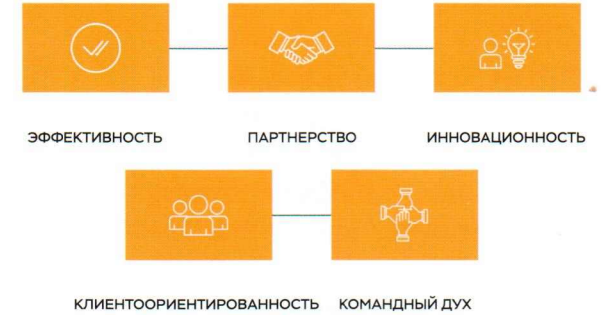 ЭФФЕКТИВНОСТЬ ПАРТНЕРСТВО ИННОВАЦИОННОСТЬ
КЛИЕНТООРИЕНТИРОВАННОСТЬ КОМАНДНЫЙ ДУХ